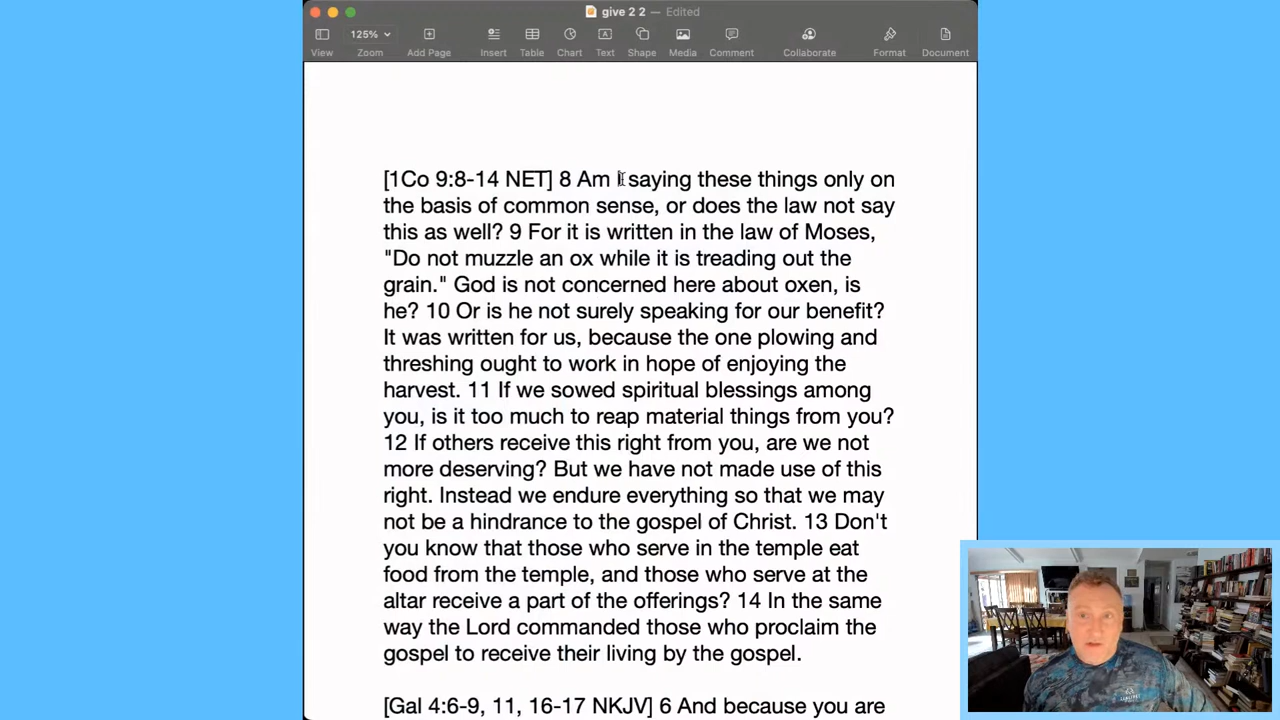 give 2 2 — Edited
125%
View Zoom Add Page Insert Table Chart Text Shape Media Comment Collaborate Format Document
[1Co 9:8-14 NET] 8 Am I saying these things only on
the basis of common sense, or does the law not say
this as well? 9 For it is written in the law of Moses,
"Do not muzzle an ox while it is treading out the
grain." God is not concerned here about oxen, is
he? 10 Or is he not surely speaking for our benefit?
It was written for us, because the one plowing and
threshing ought to work in hope of enjoying the
harvest. 11 If we sowed spiritual blessings among
you, is it too much to reap material things from you?
12 If others receive this right from you, are we not
more deserving? But we have not made use of this
right. Instead we endure everything so that we may
not be a hindrance to the gospel of Christ. 13 Don't
you know that those who serve in the temple eat
food from the temple, and those who serve at the
altar receive a part of the offerings? 14 In the same
way the Lord commanded those who proclaim the
gospel to receive their living by the gospel.
[Gal 4:6-9, 11, 16-17 NKJV] 6 And because you are